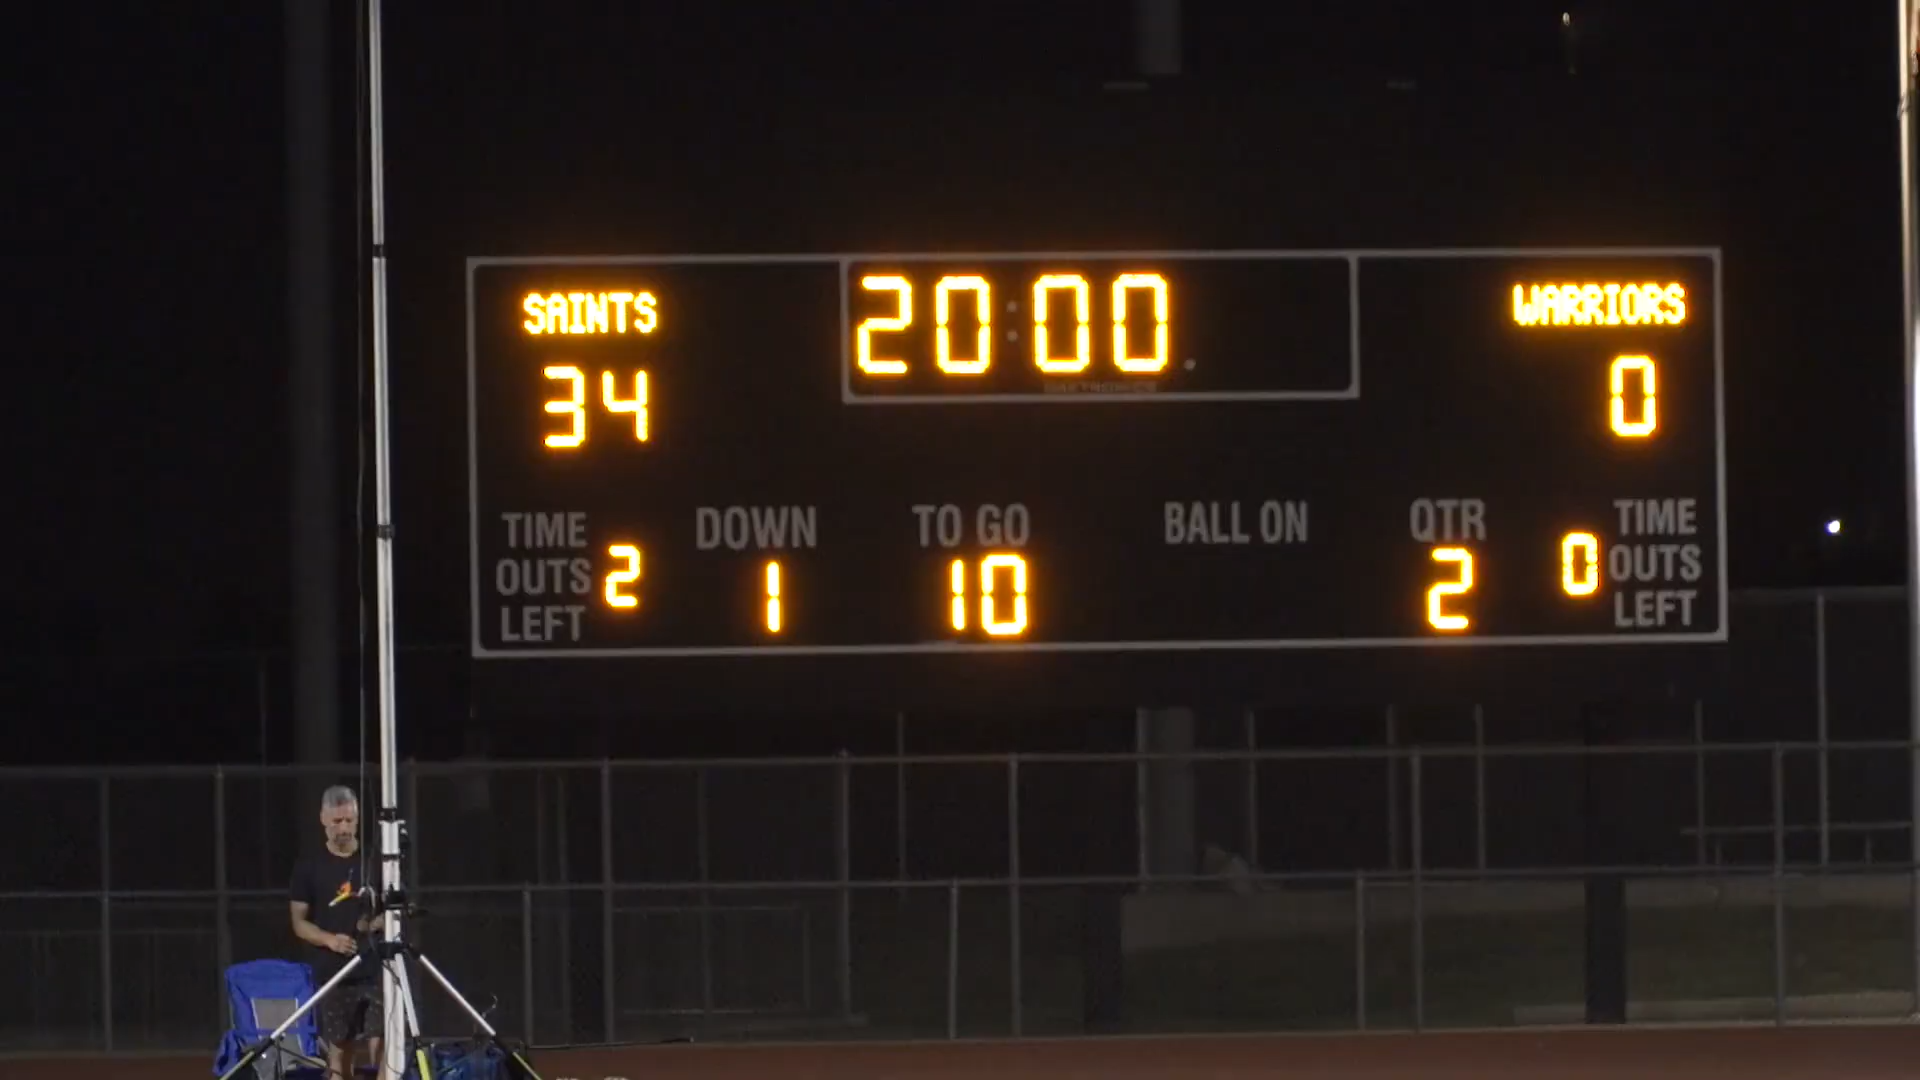 SAINTS
20:00
WARRIORS
34
0
TIME OUTS LEFT 2
DOWN 1
TO GO 10
BALL ON
QTR 2
0 TIME OUTS LEFT
DAKTRONICS